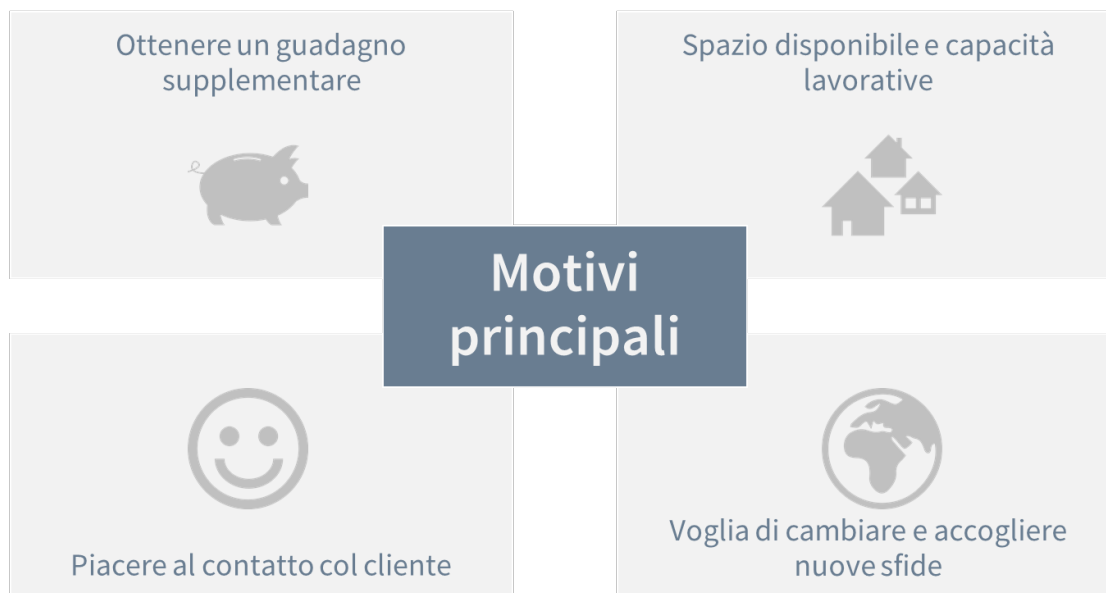 Ottenere un guadagno
supplementare
Spazio disponibile e capacità
lavorative
Motivi
principali
Piacere al contatto col cliente
Voglia di cambiare e accogliere
nuove sfide